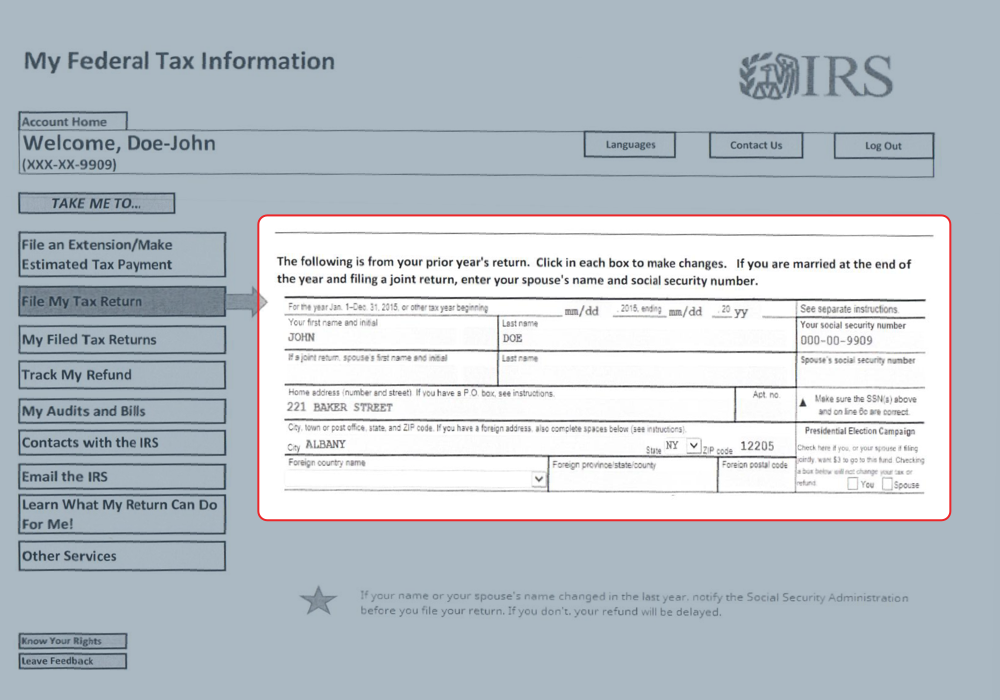 My Federal Tax Information
IRS
Account Home
Welcome, Doe-John
(XXX-XX-9909)
Languages
Contact Us
Log Out
TAKE ME TO...
File an Extension/Make
Estimated Tax Payment
File My Tax Return
My Filed Tax Returns
Track My Refund
My Audits and Bills
Contacts with the IRS
Email the IRS
Learn What My Return Can Do
For Me!
Other Services
Know Your Rights
Leave Feedback
The following is from your prior year's return. Click in each box to make changes. If you are married at the end of
the year and filing a joint return, enter your spouse's name and social security number.
For the year Jan. 1-Dec. 31, 2015, or other tax year beginning mm/dd , 2015, ending mm/dd , 20 yy
See separate instructions.
Your first name and initial
Last name
Your social security number
JOHN
DOE
000-00-9909
If a joint return, spouse's first name and initial
Last name
Spouse's social security number
Home address (number and street). If you have a P.O. box, see instructions.
Apt. no.
221 BAKER STREET
▲ Make sure the SSN(s) above
and on line 6c are correct.
City, town or post office, state, and ZIP code. If you have a foreign address, also complete spaces below (see instructions).
City ALBANY
State NY
ZIP code 12205
Foreign country name
Foreign province/state/county
Foreign postal code
Presidential Election Campaign
Check here if you, or your spouse if filing
jointly, want $3 to go to this fund. Checking
a box below will not change your tax or
refund.
You
Spouse
If your name or your spouse's name changed in the last year, notify the Social Security Administration
before you file your return. If you don't, your refund will be delayed.